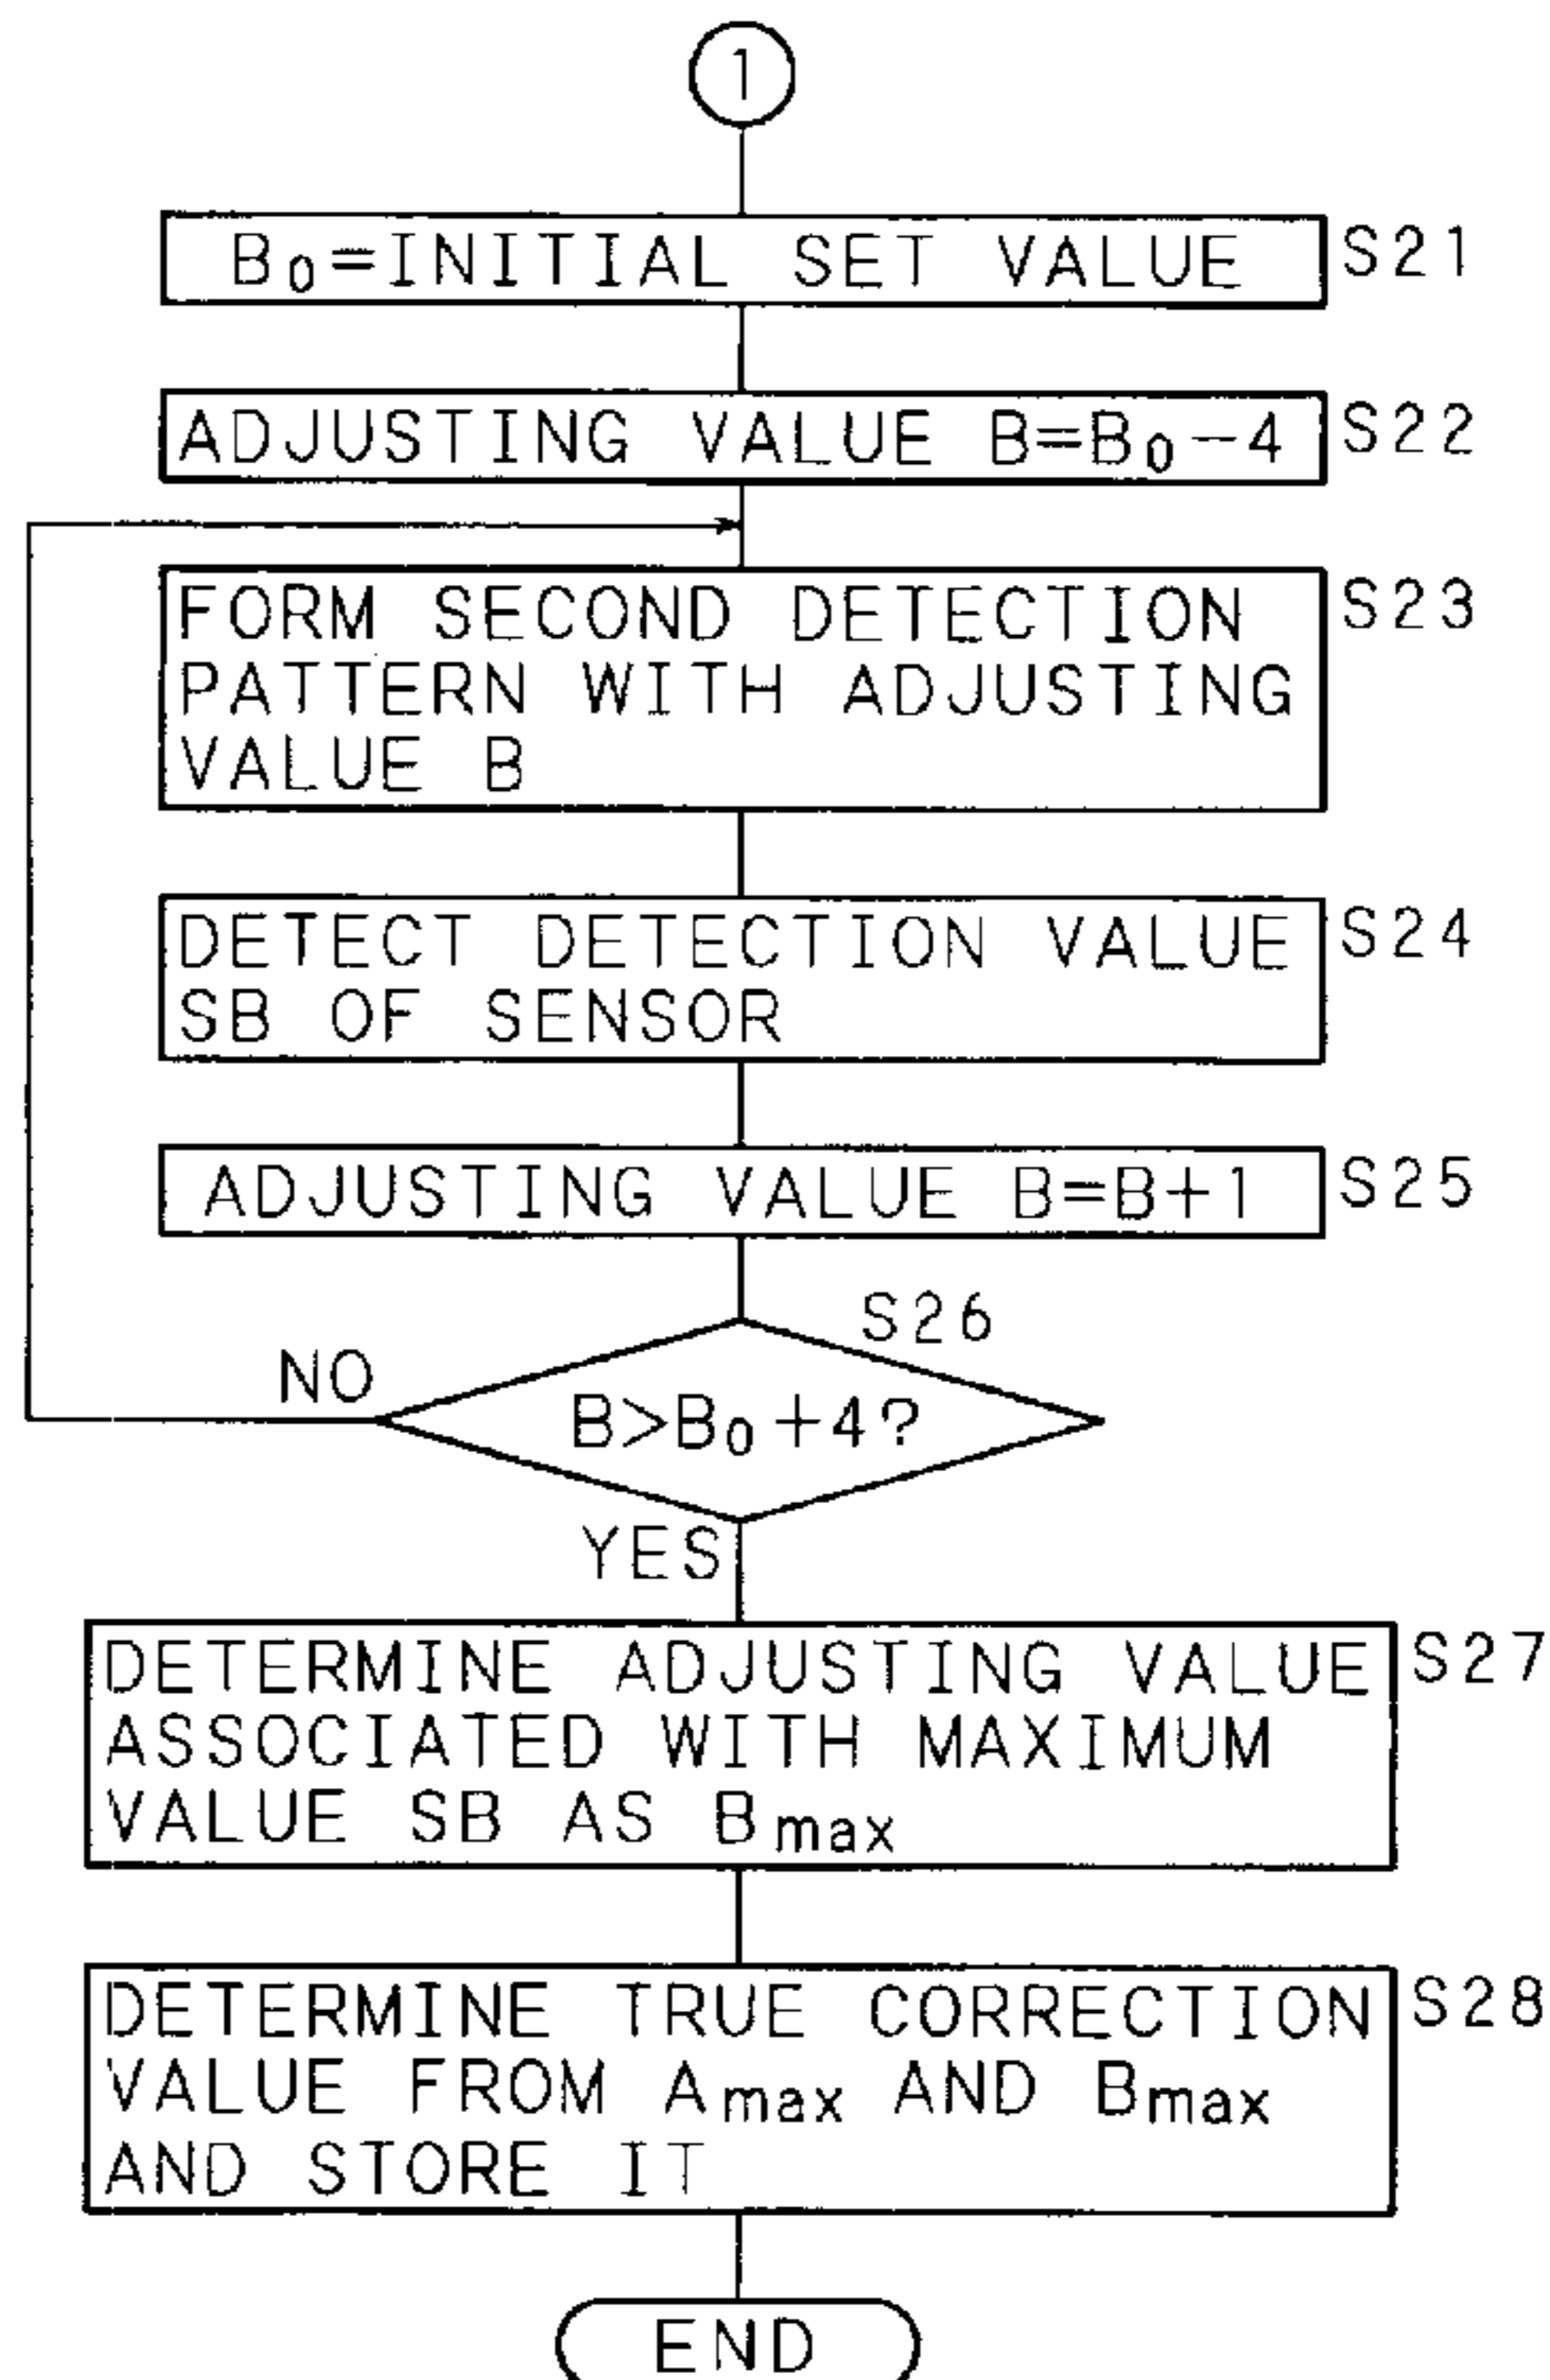 1
B₀=INITIAL SET VALUE S21
ADJUSTING VALUE B=B₀-4 S22
FORM SECOND DETECTION S23
PATTERN WITH ADJUSTING
VALUE B
DETECT DETECTION VALUE S24
SB OF SENSOR
ADJUSTING VALUE B=B+1 S25
S26
NO
B>B₀+4?
YES
DETERMINE ADJUSTING VALUE S27
ASSOCIATED WITH MAXIMUM
VALUE SB AS Bmax
DETERMINE TRUE CORRECTION S28
VALUE FROM Amax AND Bmax
AND STORE IT
END